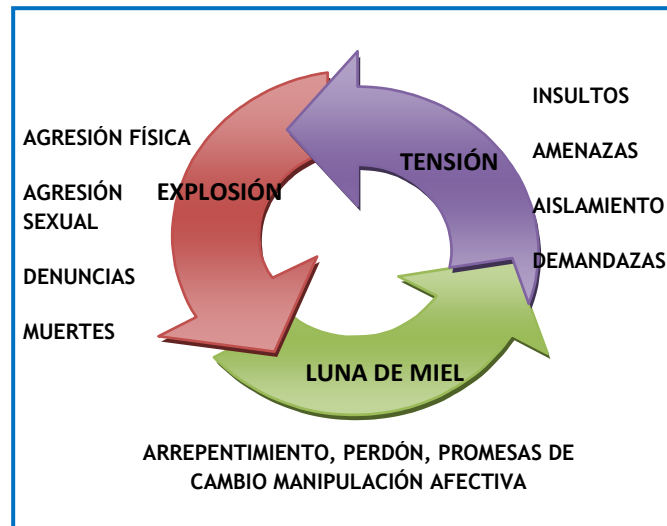 INSULTOS
AMENAZAS
AISLAMIENTO
DEMANDAZAS
TENSIÓN
AGRESIÓN FÍSICA
AGRESIÓN
SEXUAL
DENUNCIAS
MUERTES
EXPLOSIÓN
LUNA DE MIEL
ARREPENTIMIENTO, PERDÓN, PROMESAS DE
CAMBIO MANIPULACIÓN AFECTIVA